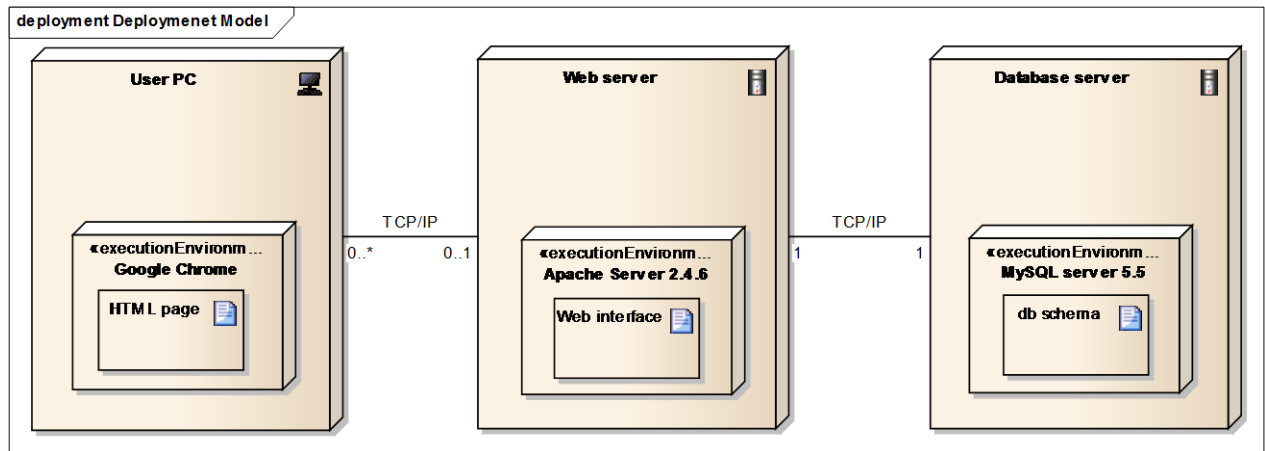 deployment Deploymenet Model
User PC
Web server
Database server
TCP/IP
TCP/IP
0..*
0..1
1
1
«executionEnvironm...
Google Chrome
HTML page
«executionEnvironm...
Apache Server 2.4.6
Web interface
«executionEnvironm...
MySQL server 5.5
db schema